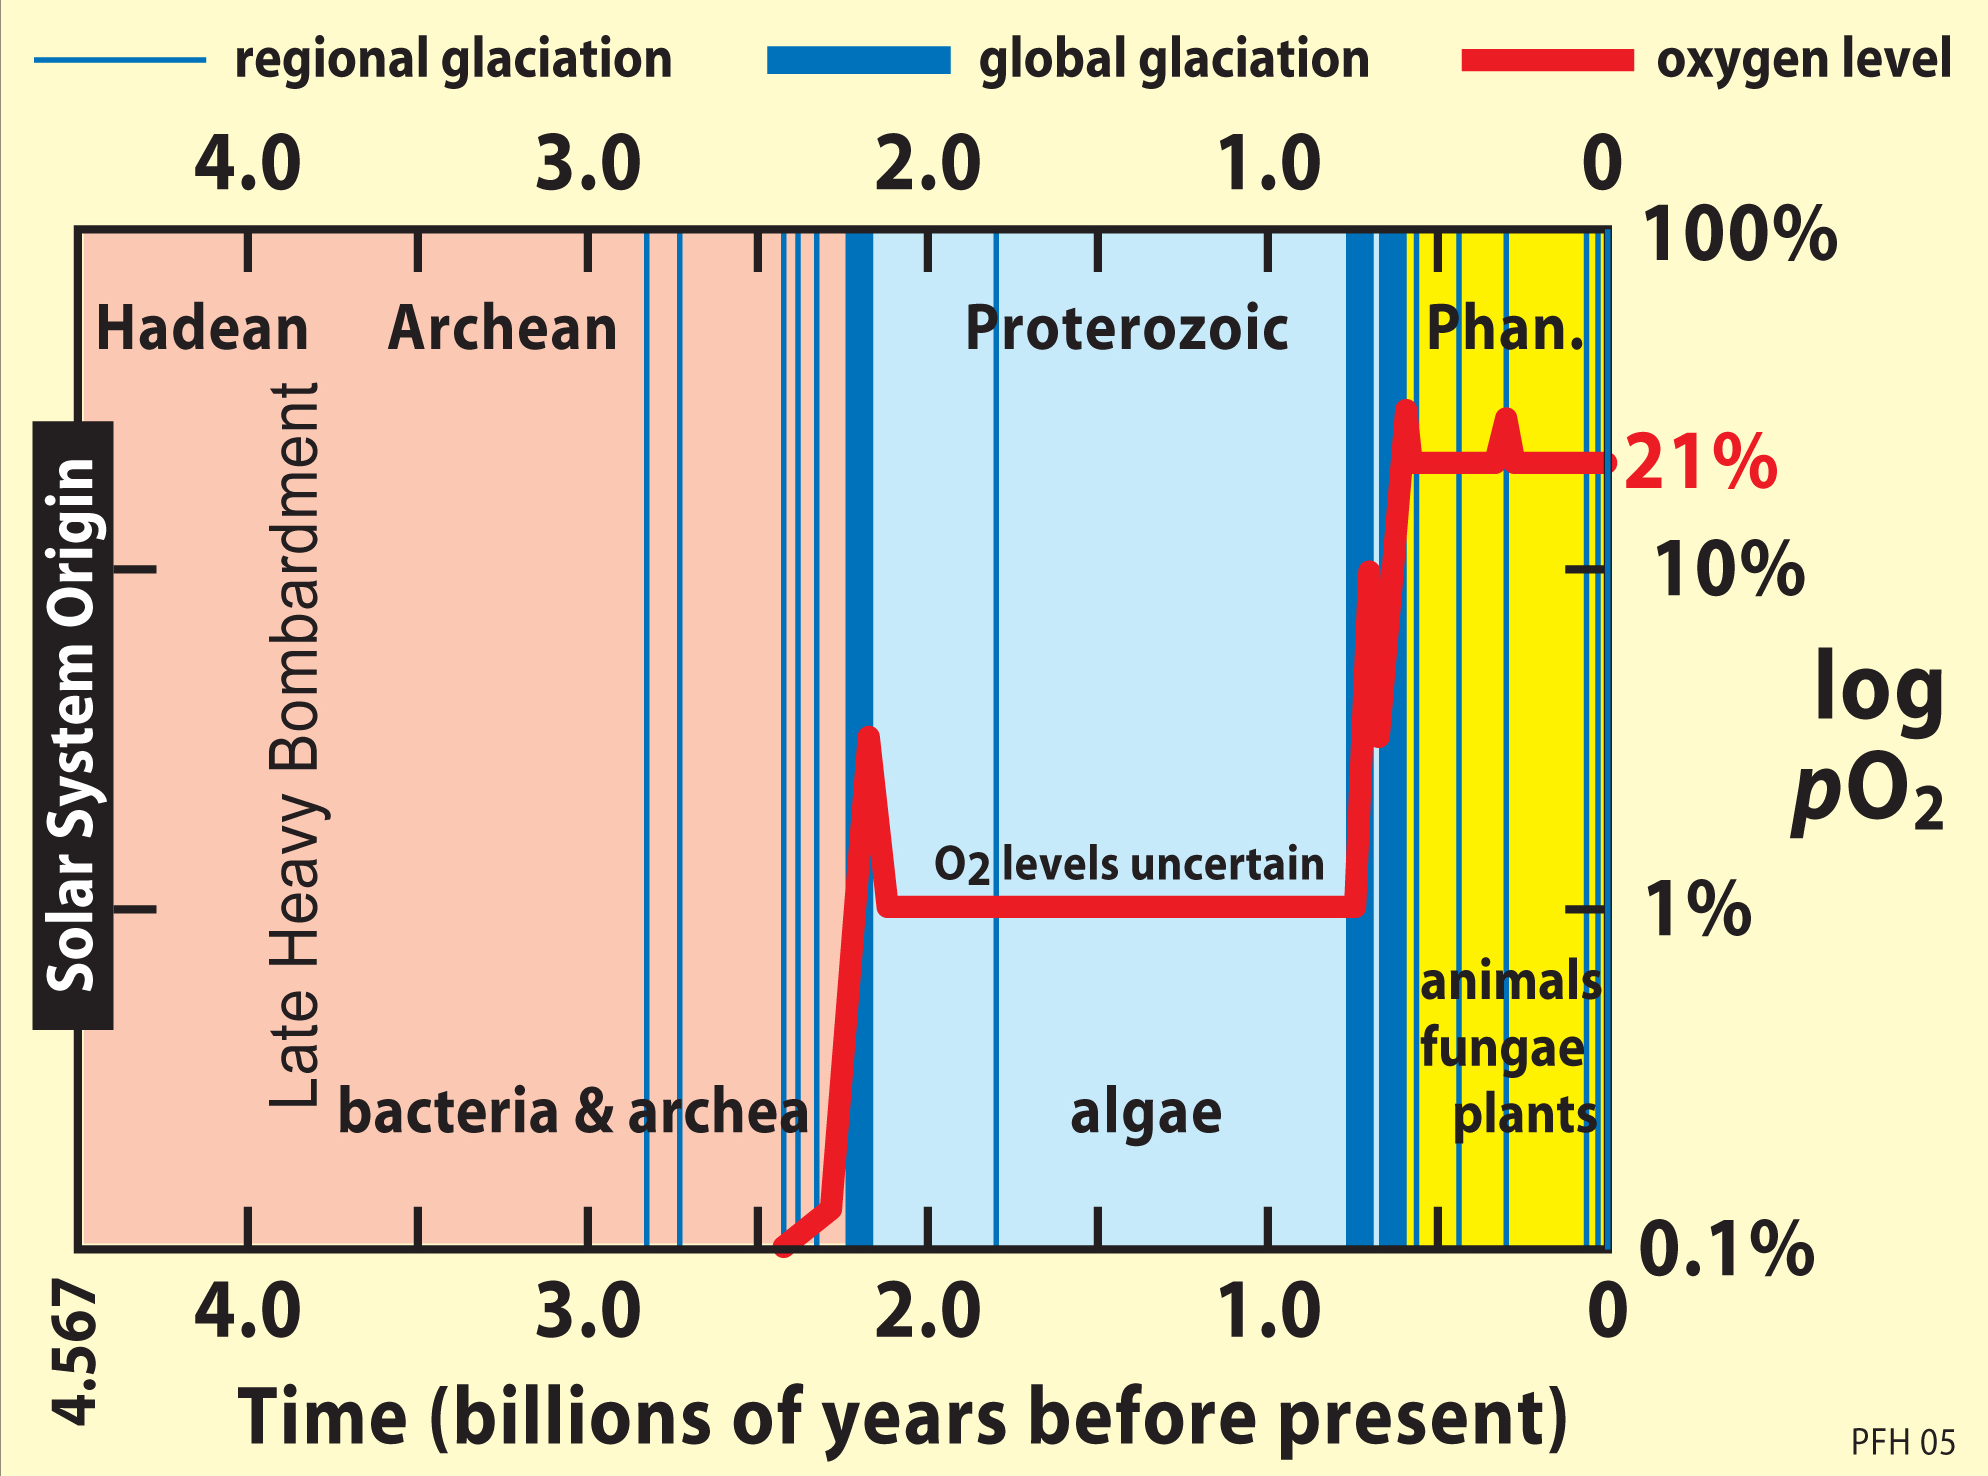 regional glaciation global glaciation oxygen level
4.0 3.0 2.0 1.0 0
100%
Hadean Archean Proterozoic Phan.
Solar System Origin
Late Heavy Bombardment
21%
10%
log
pO2
O2 levels uncertain
1%
animals
fungae
plants
bacteria & archea algae
0.1%
4.567
4.0 3.0 2.0 1.0 0
Time (billions of years before present)
PFH 05